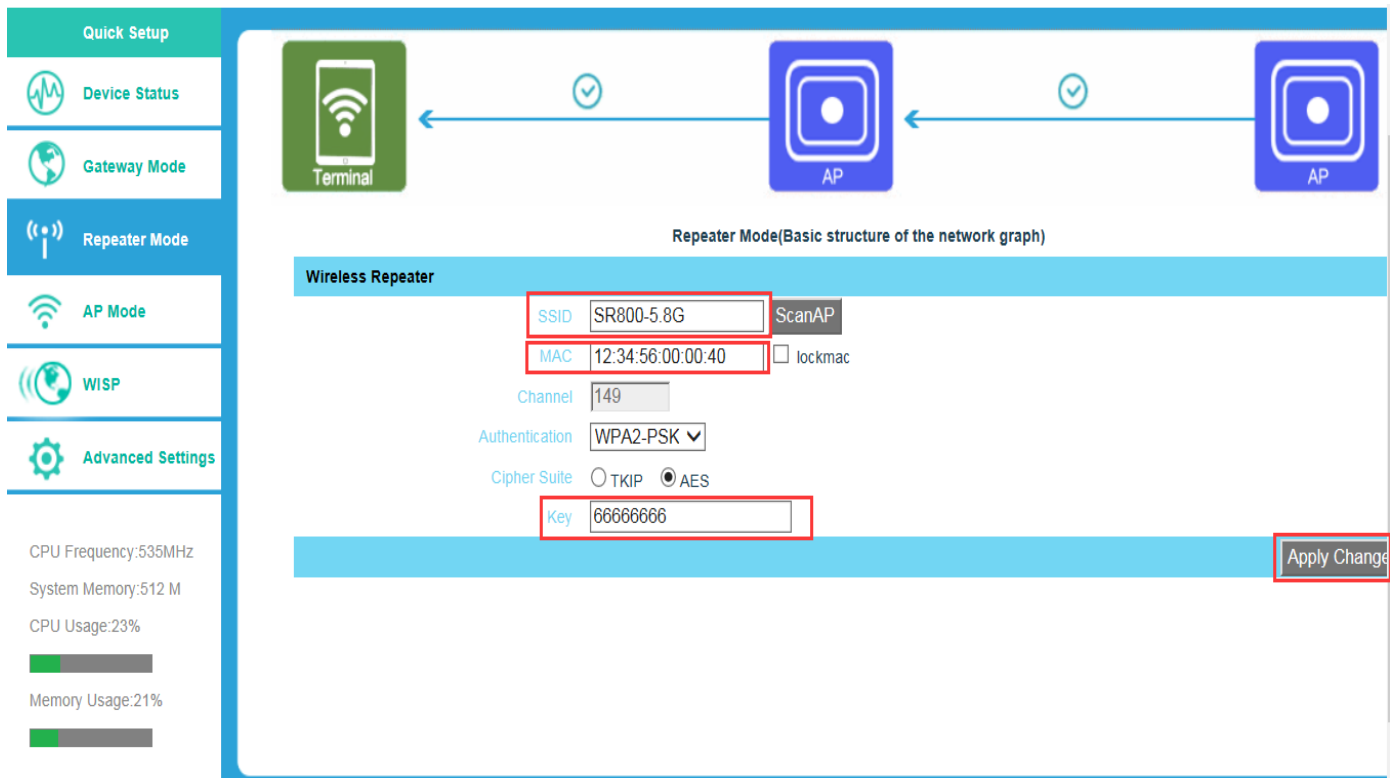 Quick Setup
Device Status
Gateway Mode
Repeater Mode
AP Mode
WISP
Advanced Settings
CPU Frequency:535MHz
System Memory:512 M
CPU Usage:23%
Memory Usage:21%
Terminal
AP
AP
Repeater Mode(Basic structure of the network graph)
Wireless Repeater
SSID SR800-5.8G ScanAP
MAC 12:34:56:00:00:40 lockmac
Channel 149
Authentication WPA2-PSK
Cipher Suite TKIP AES
Key 66666666
Apply Change